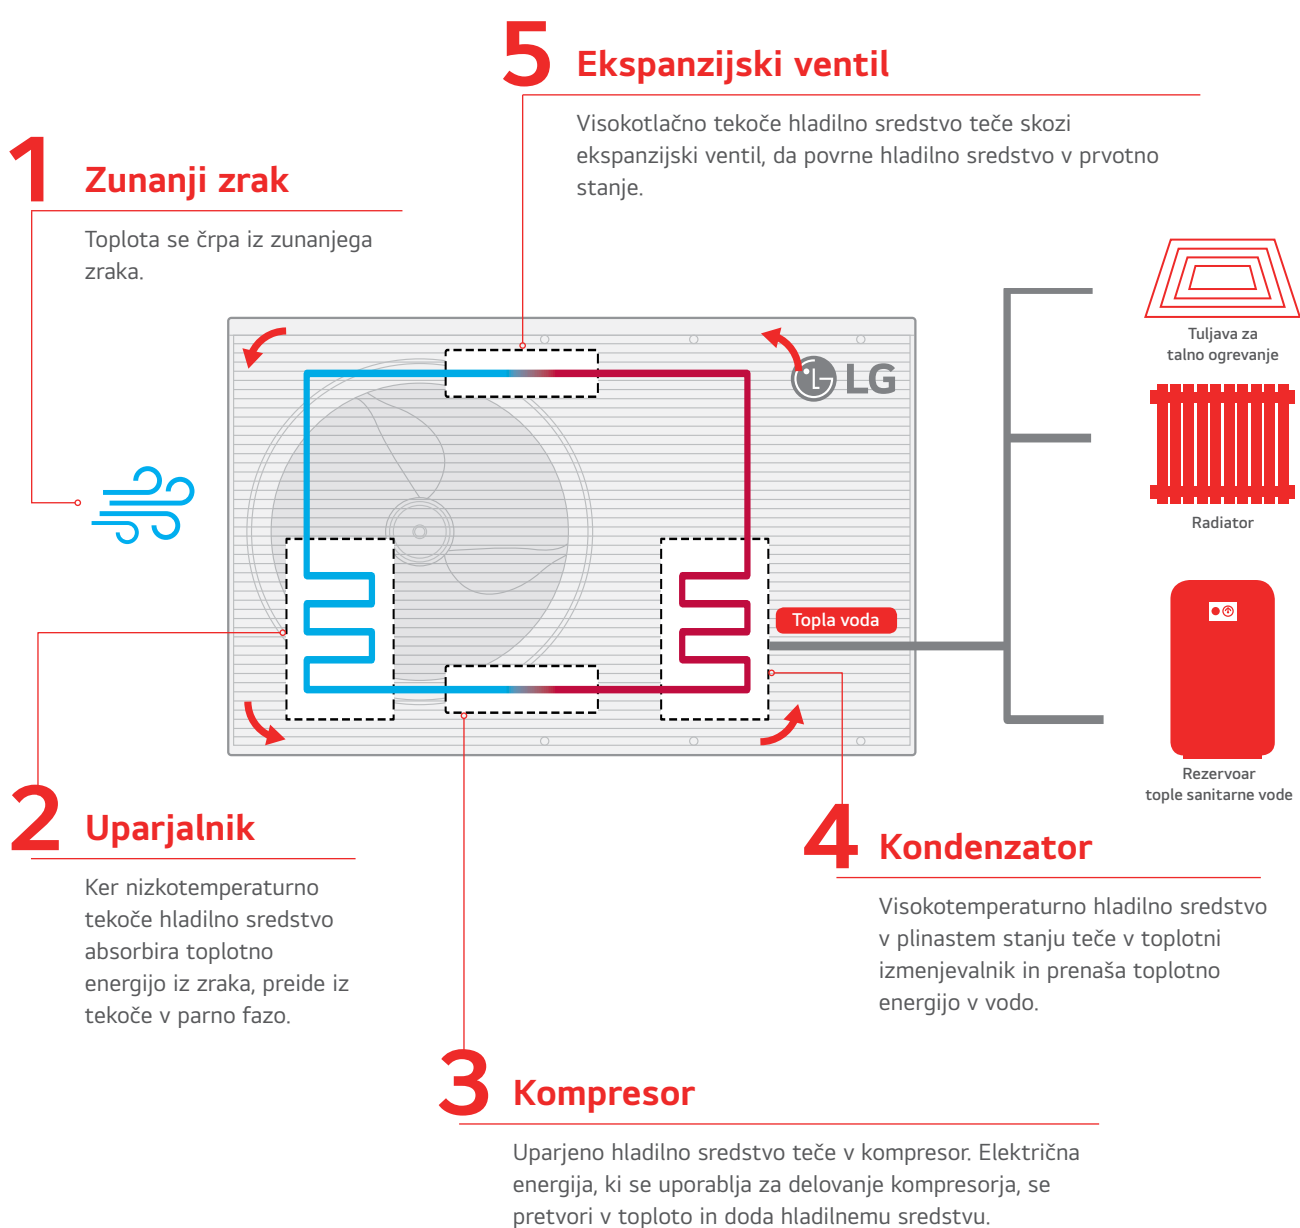 5 Ekspanzijski ventil
Visokotlačno tekoče hladilno sredstvo teče skozi
ekspanzijski ventil, da povrne hladilno sredstvo v prvotno
stanje.
1 Zunanji zrak
Toplota se črpa iz zunanjega
zraka.
LG
Tuljava za
talno ogrevanje
Radiator
Topla voda
Rezervoar
tople sanitarne vode
2 Uparjalnik
Ker nizkotemperaturno
tekoče hladilno sredstvo
absorbira toplotno
energijo iz zraka, preide iz
tekoče v parno fazo.
4 Kondenzator
Visokotemperaturno hladilno sredstvo
v plinastem stanju teče v toplotni
izmenjevalnik in prenaša toplotno
energijo v vodo.
3 Kompresor
Uparjeno hladilno sredstvo teče v kompresor. Električna
energija, ki se uporablja za delovanje kompresorja, se
pretvori v toploto in doda hladilnemu sredstvu.